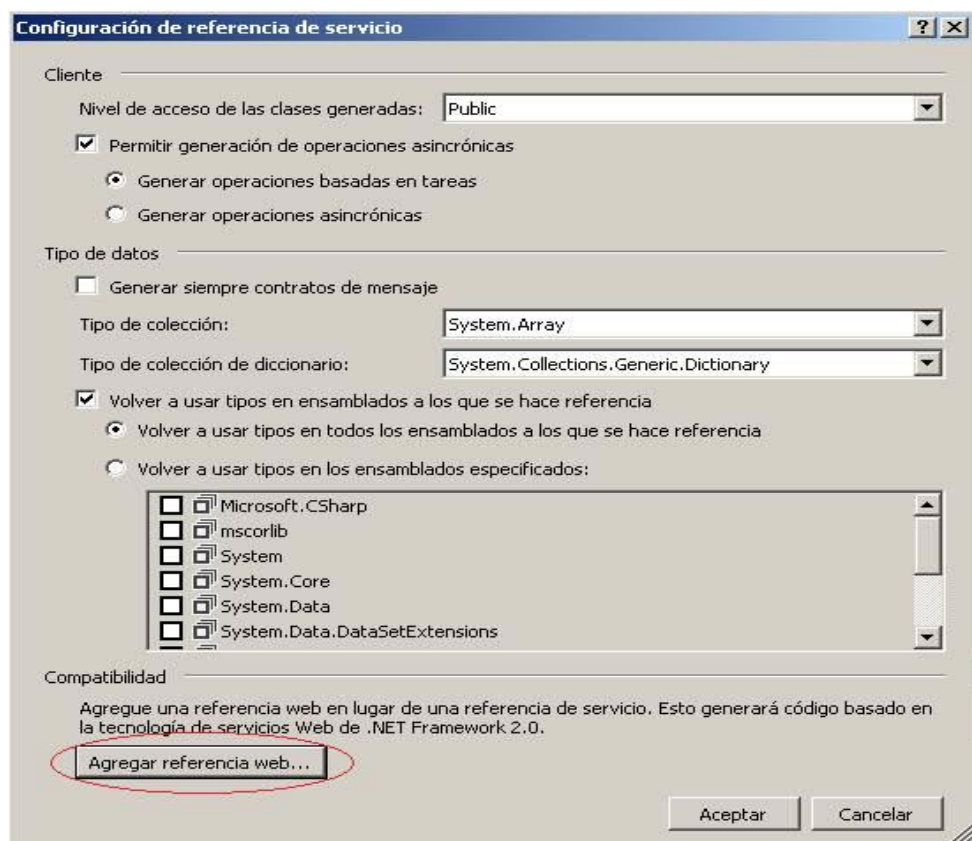 Configuración de referencia de servicio
Cliente
Nivel de acceso de las clases generadas: Public
Permitir generación de operaciones asincrónicas
Generar operaciones basadas en tareas
Generar operaciones asincrónicas
Tipo de datos
Generar siempre contratos de mensaje
Tipo de colección: System.Array
Tipo de colección de diccionario: System.Collections.Generic.Dictionary
Volver a usar tipos en ensamblados a los que se hace referencia
Volver a usar tipos en todos los ensamblados a los que se hace referencia
Volver a usar tipos en los ensamblados especificados:
Microsoft.CSharp
mscorlib
System
System.Core
System.Data
System.Data.DataSetExtensions
Compatibilidad
Agregue una referencia web en lugar de una referencia de servicio. Esto generará código basado en
la tecnología de servicios Web de .NET Framework 2.0.
Agregar referencia web...
Aceptar Cancelar